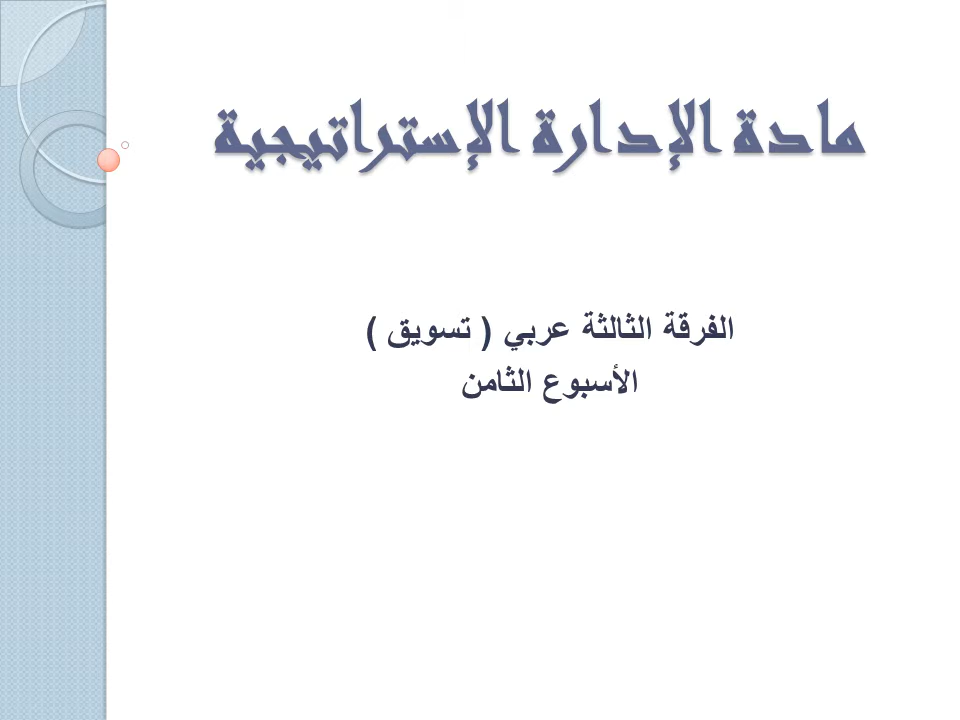 مادة الإدارة الإستراتيجية
الفرقة الثالثة عربي ( تسويق )
الأسبوع الثامن